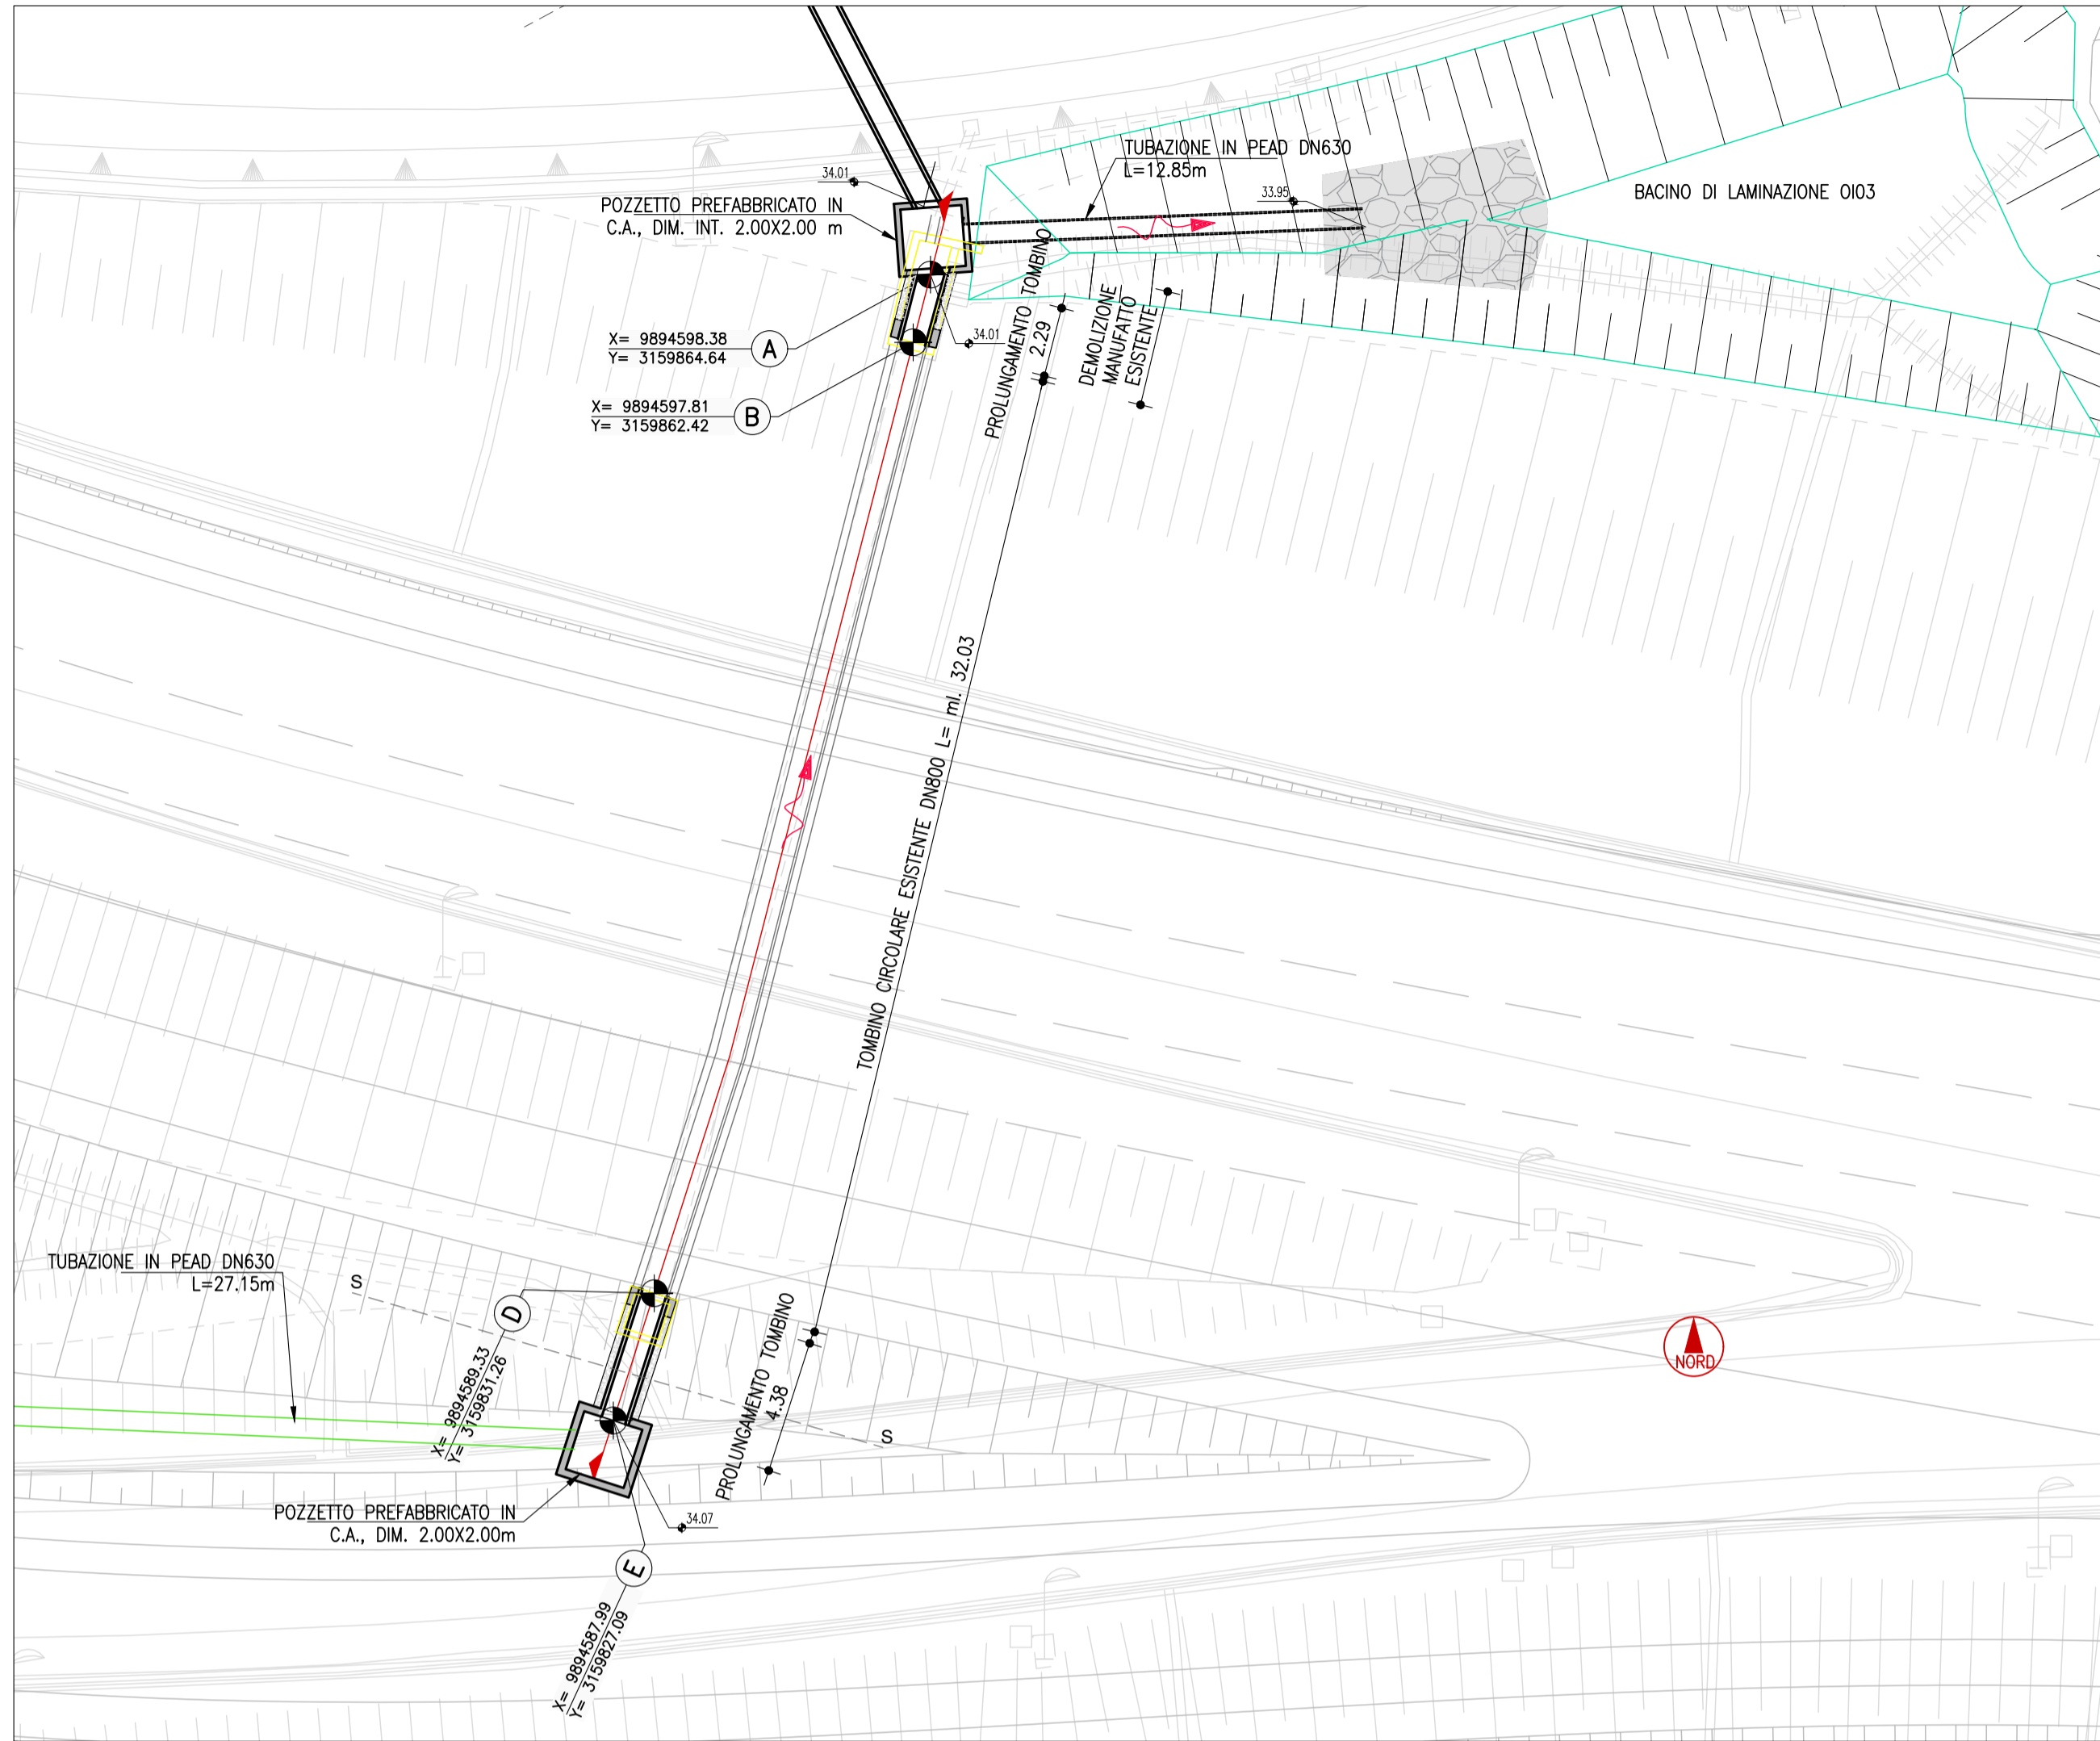 TUBAZIONE IN PEAD DN630
L=12.85m
34.01
33.95
BACINO DI LAMINAZIONE OI03
POZZETTO PREFABBRICATO IN
C.A., DIM. INT. 2.00X2.00 m
X= 9894598.38
Y= 3159864.64
A
34.01
PROLUNGAMENTO TOMBINO
2.29
DEMOLIZIONE
MANUFATTO
ESISTENTE
X= 9894597.81
Y= 3159862.42
B
TOMBINO CIRCOLARE ESISTENTE DN800 L= ml. 32.03
TUBAZIONE IN PEAD DN630
L=27.15m
S
D
X= 9894589.33
Y= 3159831.26
PROLUNGAMENTO TOMBINO
4.38
S
NORD
POZZETTO PREFABBRICATO IN
C.A., DIM. 2.00X2.00m
34.07
E
X= 9894587.99
Y= 3159827.09